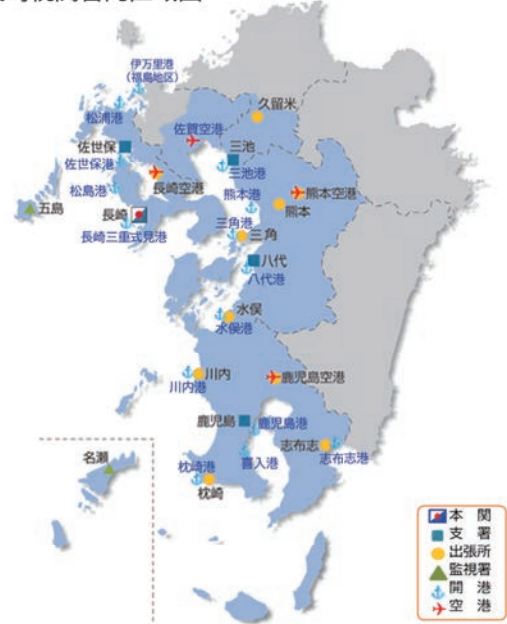 伊万里港
（福島地区）
久留米
松浦港
佐賀空港
佐世保
三池
佐世保港
三池港
長崎空港
松島港
熊本港
熊本空港
五島
長崎
熊本
三角港
三角
長崎三重式見港
八代
八代港
水俣
水俣港
川内
川内港
鹿児島空港
鹿児島
鹿児島港
志布志
志布志港
喜入港
名瀬
枕崎港
枕崎
本関
支署
出張所
監視署
開港
空港